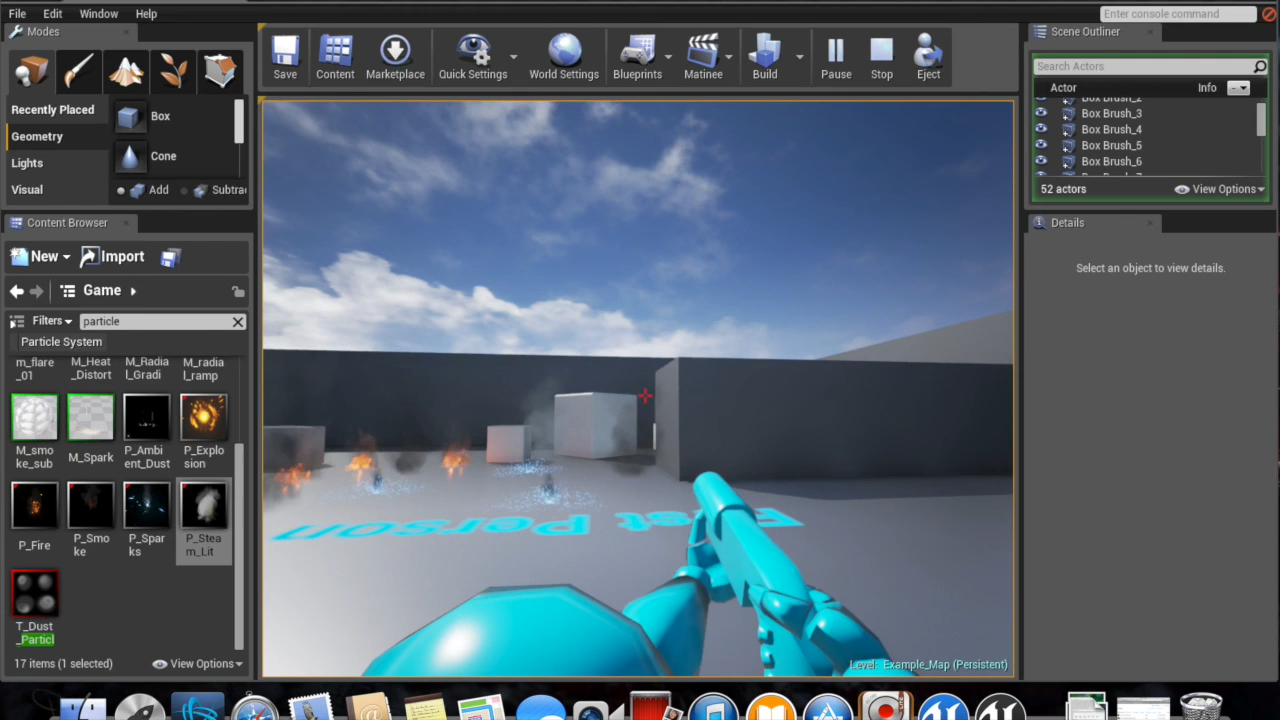 File Edit Window Help
Enter console command
Modes
Scene Outliner
Save Content Marketplace Quick Settings World Settings Blueprints Matinee Build Pause Stop Eject
Search Actors
Actor Info
Recently Placed
Geometry
Lights
Visual
Box
Cone
Add Subtrac
Box Brush_2
Box Brush_3
Box Brush_4
Box Brush_5
Box Brush_6
52 actors View Options
Content Browser
Details
Select an object to view details.
New Import
Game
Filters particle
Particle System
m_flare M_Heat M_Radia M_radia
_01 _Distort l_Gradi l_ramp
M_smo M_Spark P_Ambi P_Explo
ke_sub ent_Dust sion
P_Fire P_Smo P_Spar P_Stea
ke ks m_Lit
T_Dust
_Particl
17 items (1 selected) View Options
First Person
Level: Example_Map (Persistent)